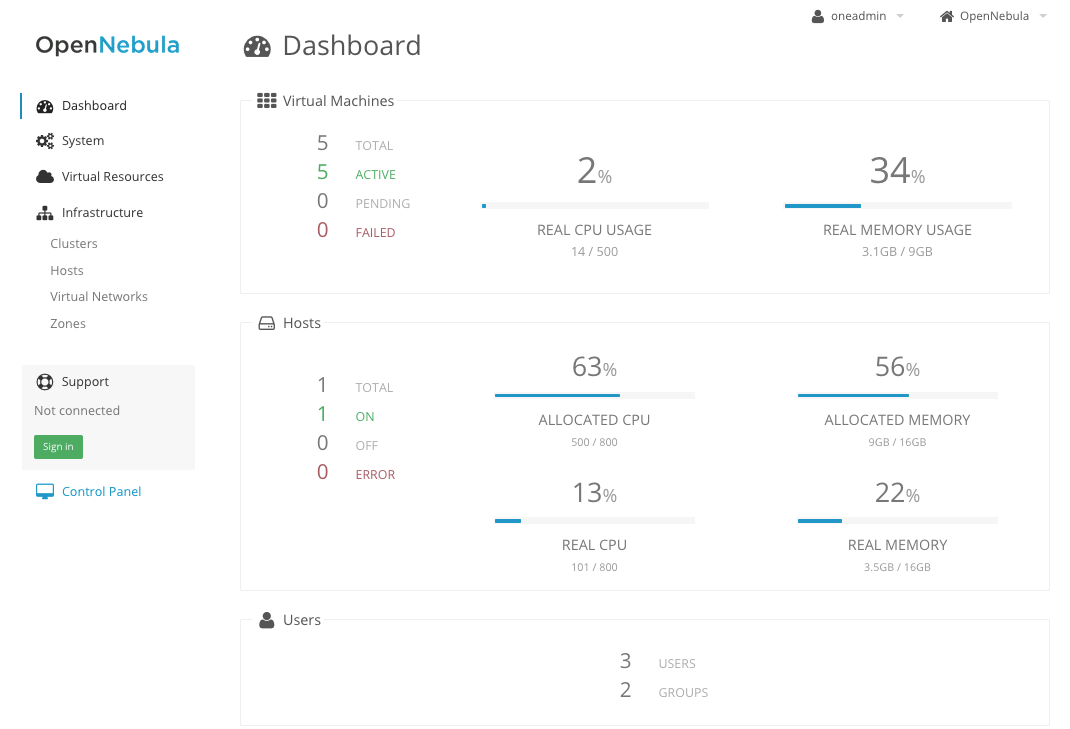 oneadmin
OpenNebula
OpenNebula
Dashboard
Dashboard
System
Virtual Resources
Infrastructure
Clusters
Hosts
Virtual Networks
Zones
Support
Not connected
Sign in
Control Panel
Virtual Machines
5 TOTAL
5 ACTIVE
0 PENDING
0 FAILED
2%
REAL CPU USAGE
14 / 500
34%
REAL MEMORY USAGE
3.1GB / 9GB
Hosts
1 TOTAL
1 ON
0 OFF
0 ERROR
63%
ALLOCATED CPU
500 / 800
56%
ALLOCATED MEMORY
9GB / 16GB
13%
REAL CPU
101 / 800
22%
REAL MEMORY
3.5GB / 16GB
Users
3 USERS
2 GROUPS